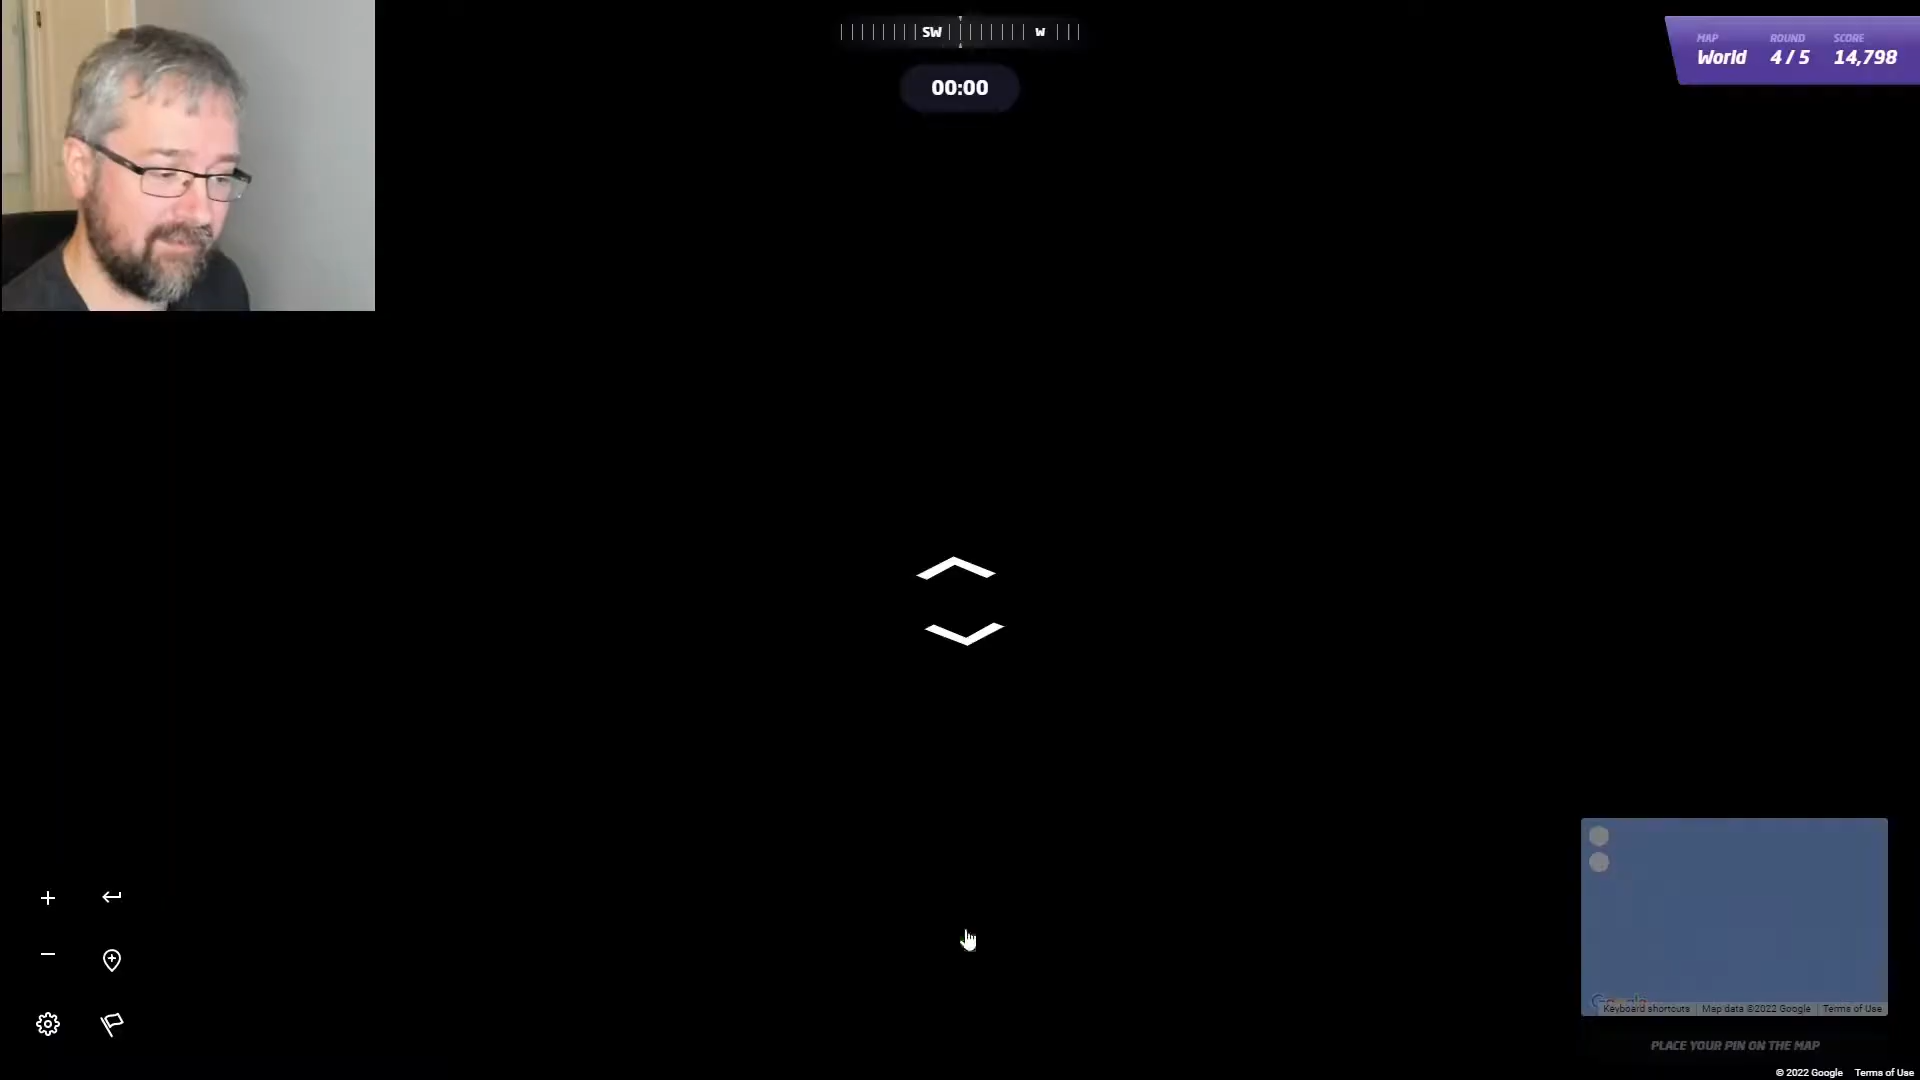 SW W
00:00
MAP ROUND SCORE
World 4 / 5 14,798
Google
Keyboard shortcuts Map data ©2022 Google Terms of Use
PLACE YOUR PIN ON THE MAP
© 2022 Google Terms of Use